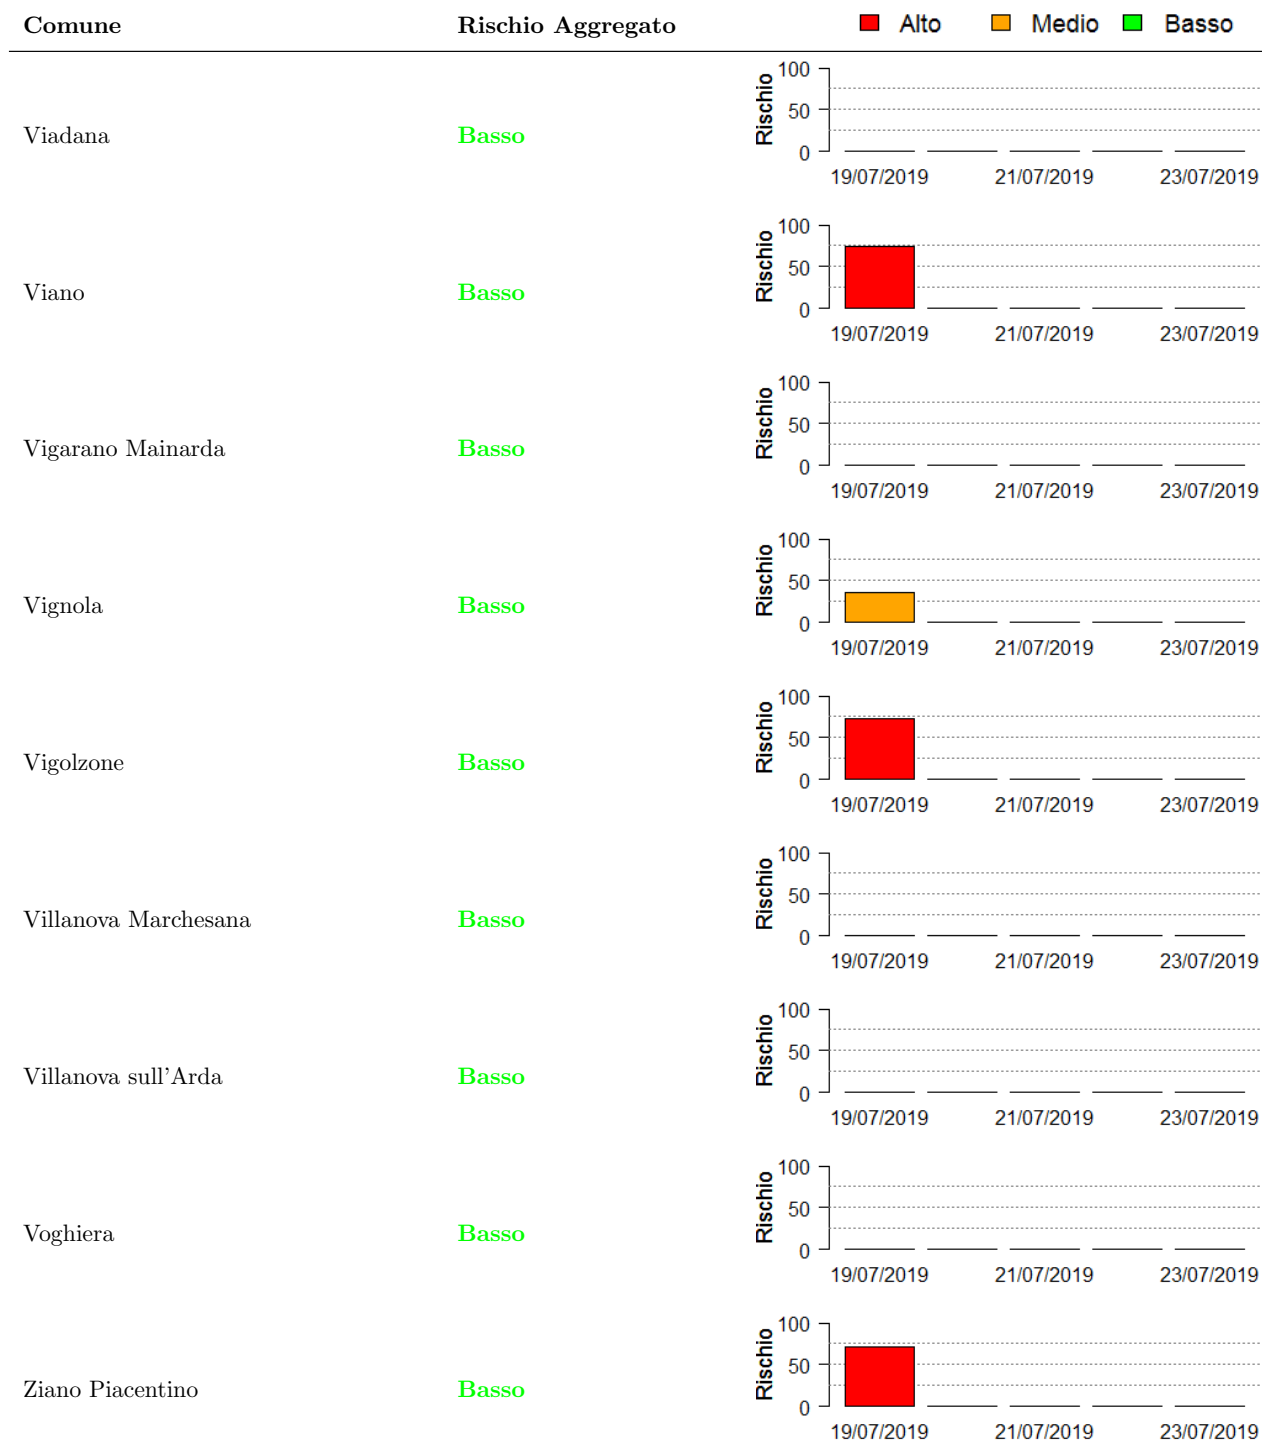 Comune Rischio Aggregato Alto Medio Basso
Viadana Basso Rischio 100 50 0
19/07/2019 21/07/2019 23/07/2019
Viano Basso Rischio 100 50 0
19/07/2019 21/07/2019 23/07/2019
Vigarano Mainarda Basso Rischio 100 50 0
19/07/2019 21/07/2019 23/07/2019
Vignola Basso Rischio 100 50 0
19/07/2019 21/07/2019 23/07/2019
Vigolzone Basso Rischio 100 50 0
19/07/2019 21/07/2019 23/07/2019
Villanova Marchesana Basso Rischio 100 50 0
19/07/2019 21/07/2019 23/07/2019
Villanova sull'Arda Basso Rischio 100 50 0
19/07/2019 21/07/2019 23/07/2019
Voghiera Basso Rischio 100 50 0
19/07/2019 21/07/2019 23/07/2019
Ziano Piacentino Basso Rischio 100 50 0
19/07/2019 21/07/2019 23/07/2019